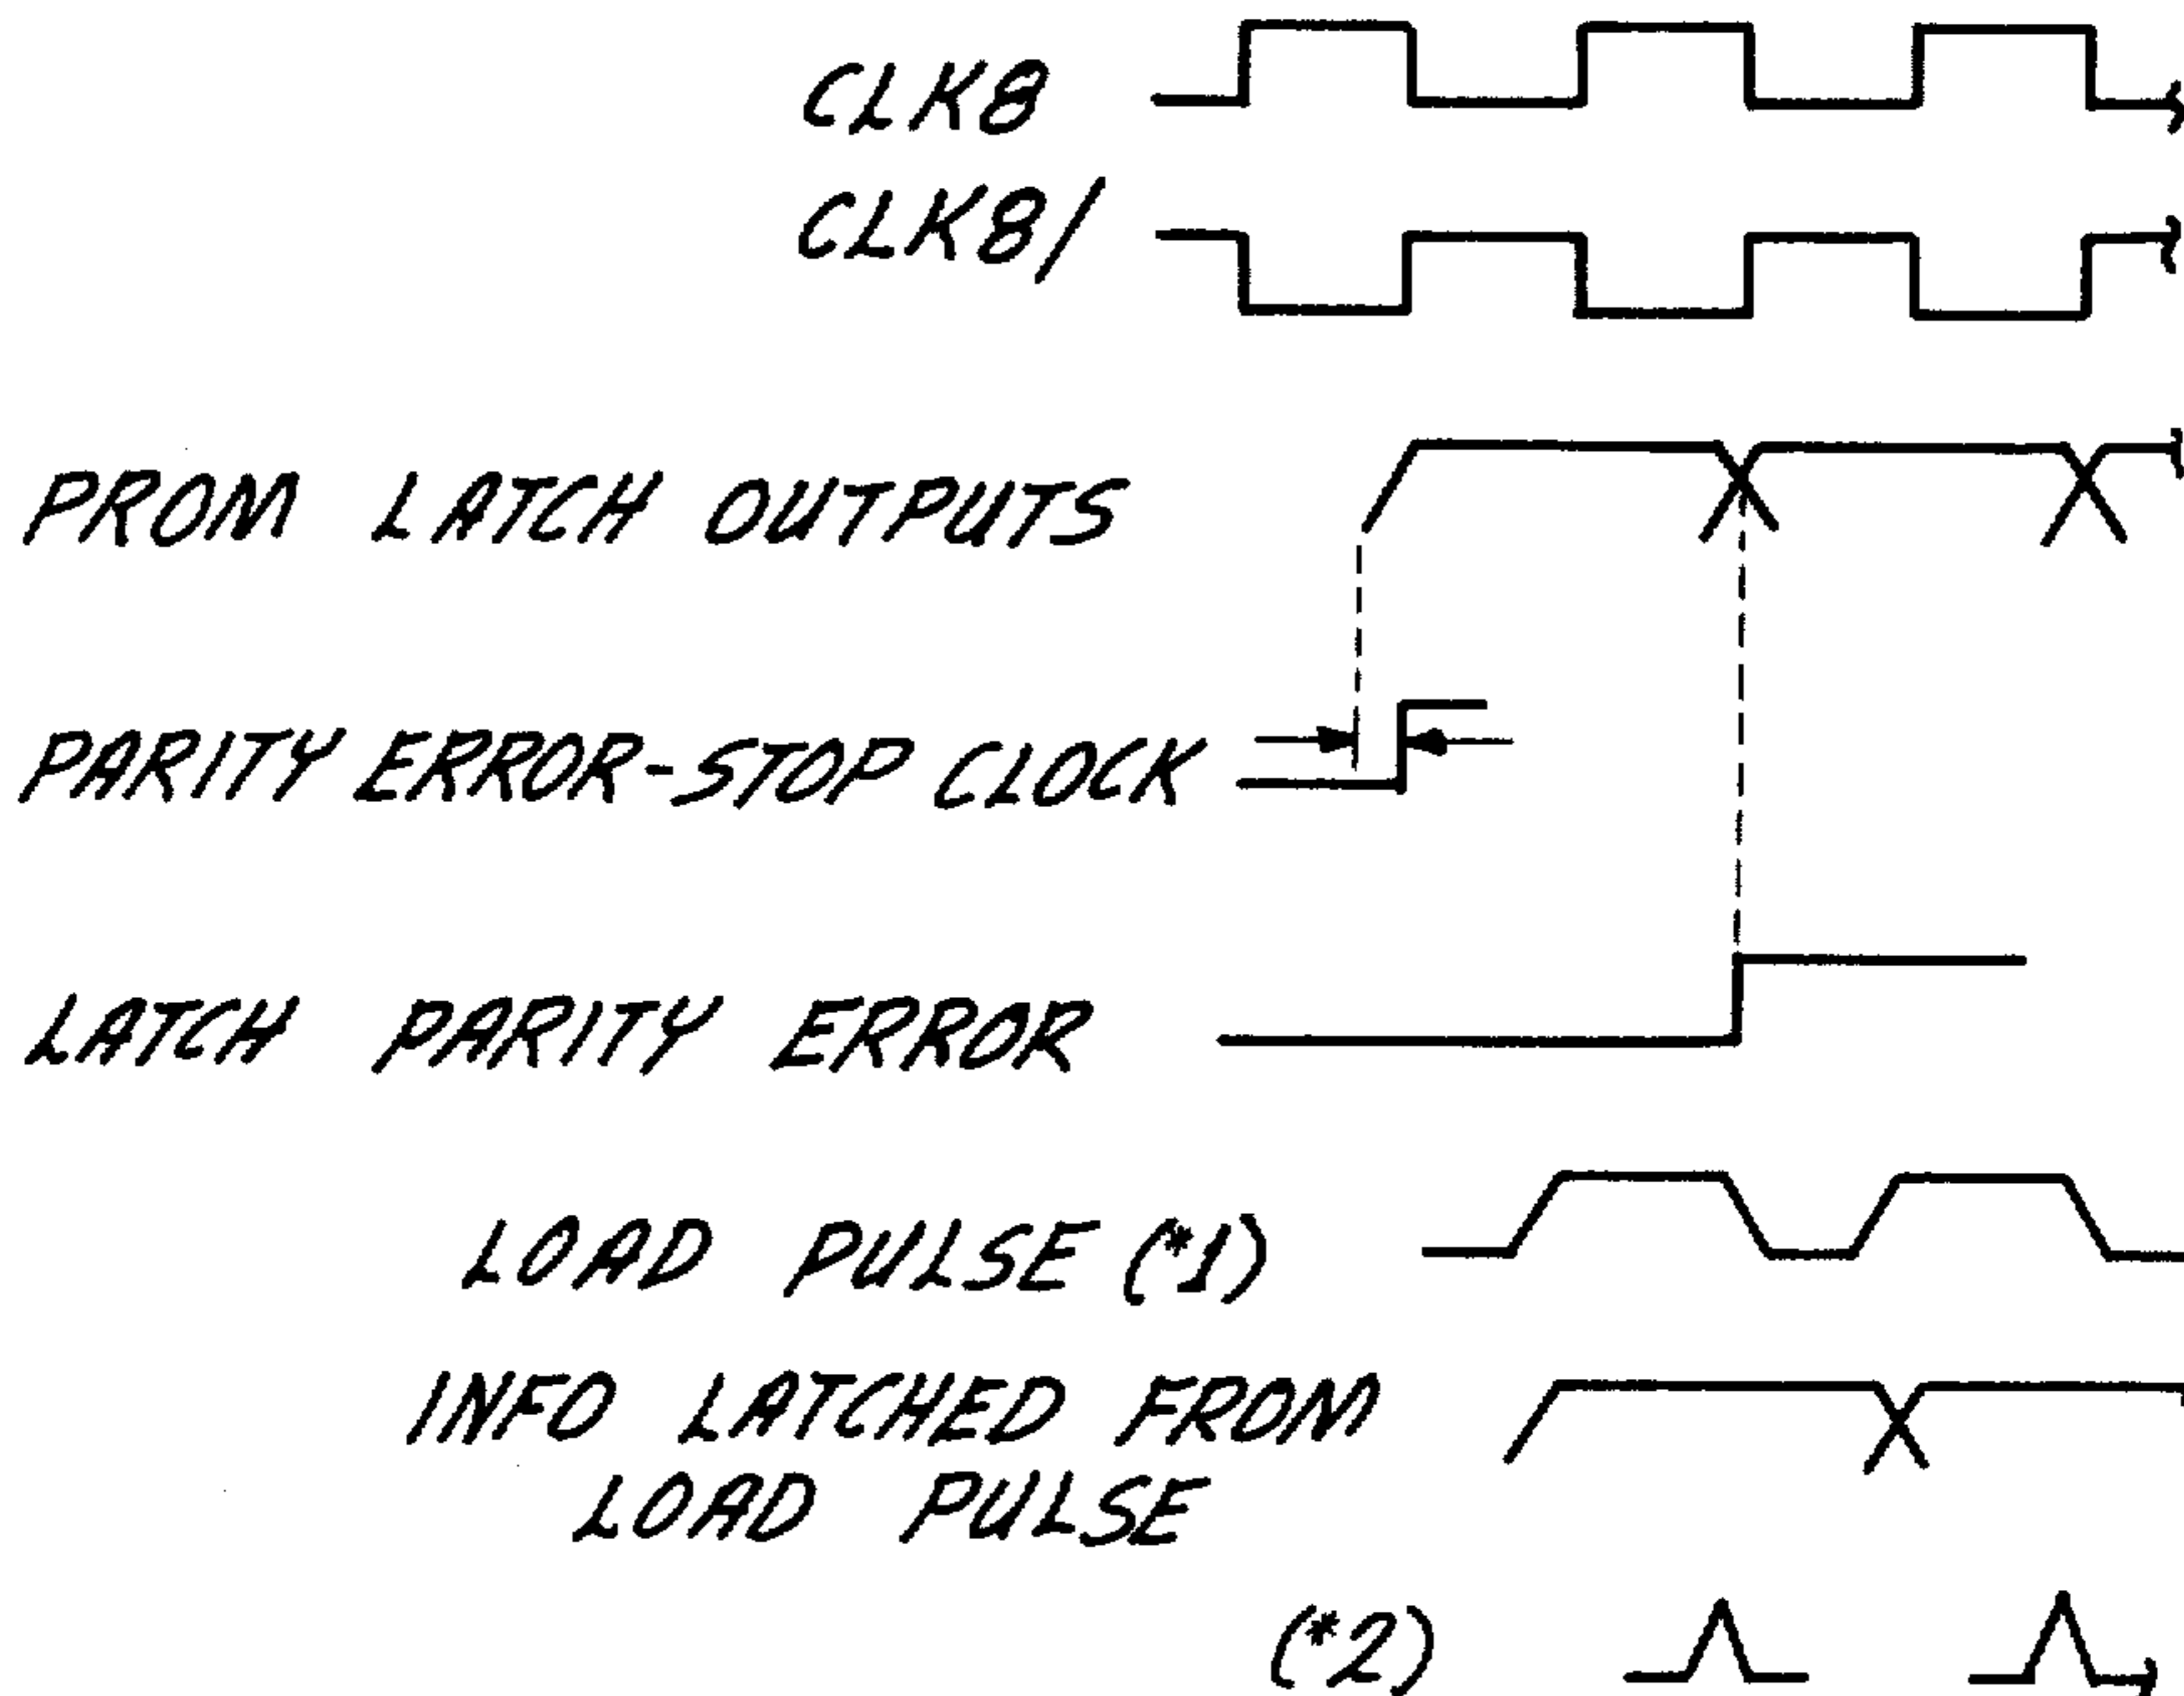 CLK8
CLK8/
PROM LATCH OUTPUTS
PARITY ERROR-STOP CLOCK
LATCH PARITY ERROR
LOAD PULSE (*1)
INFO LATCHED FROM
LOAD PULSE
(*2)